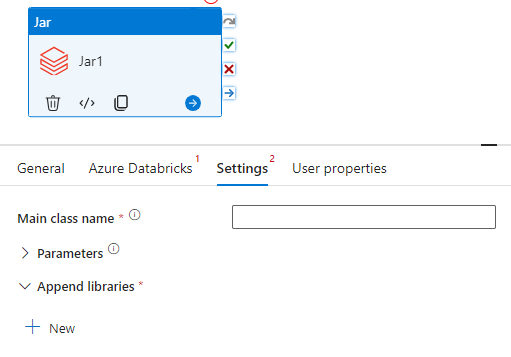 Jar
Jar1
General
Azure Databricks 1
Settings 2
User properties
Main class name *
Parameters
Append libraries *
New